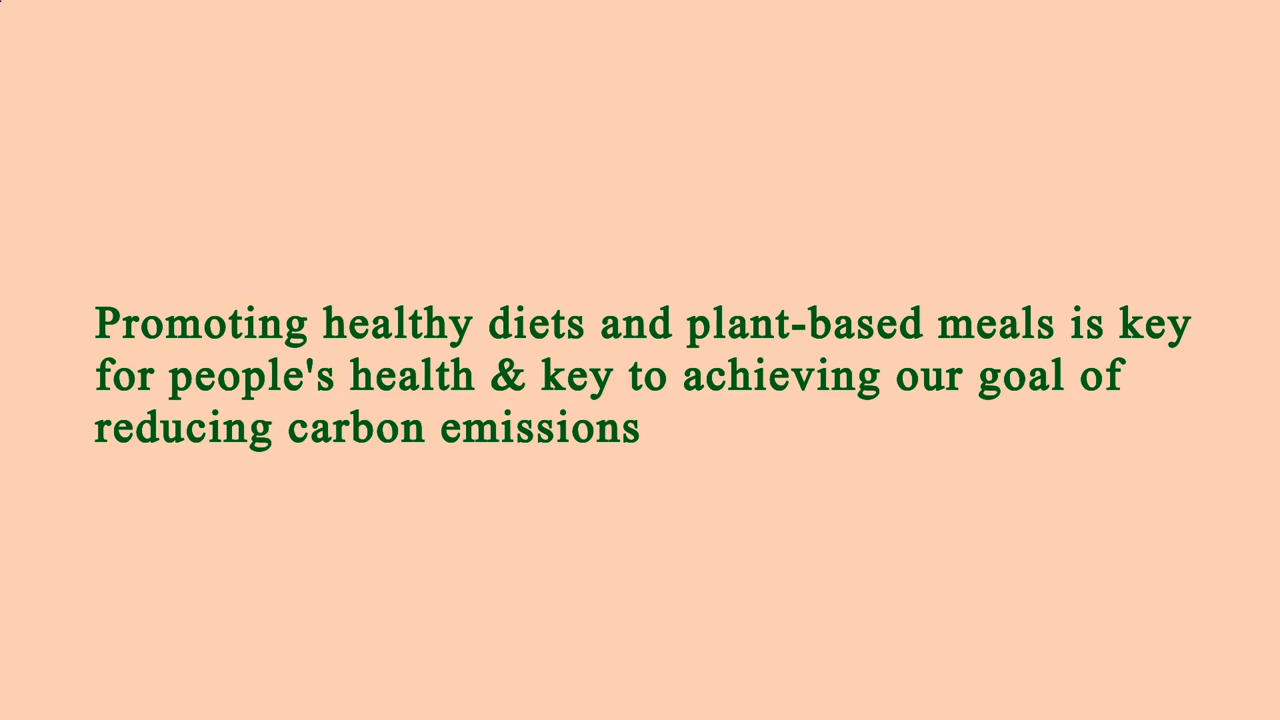 Promoting healthy diets and plant-based meals is key
for people's health & key to achieving our goal of
reducing carbon emissions